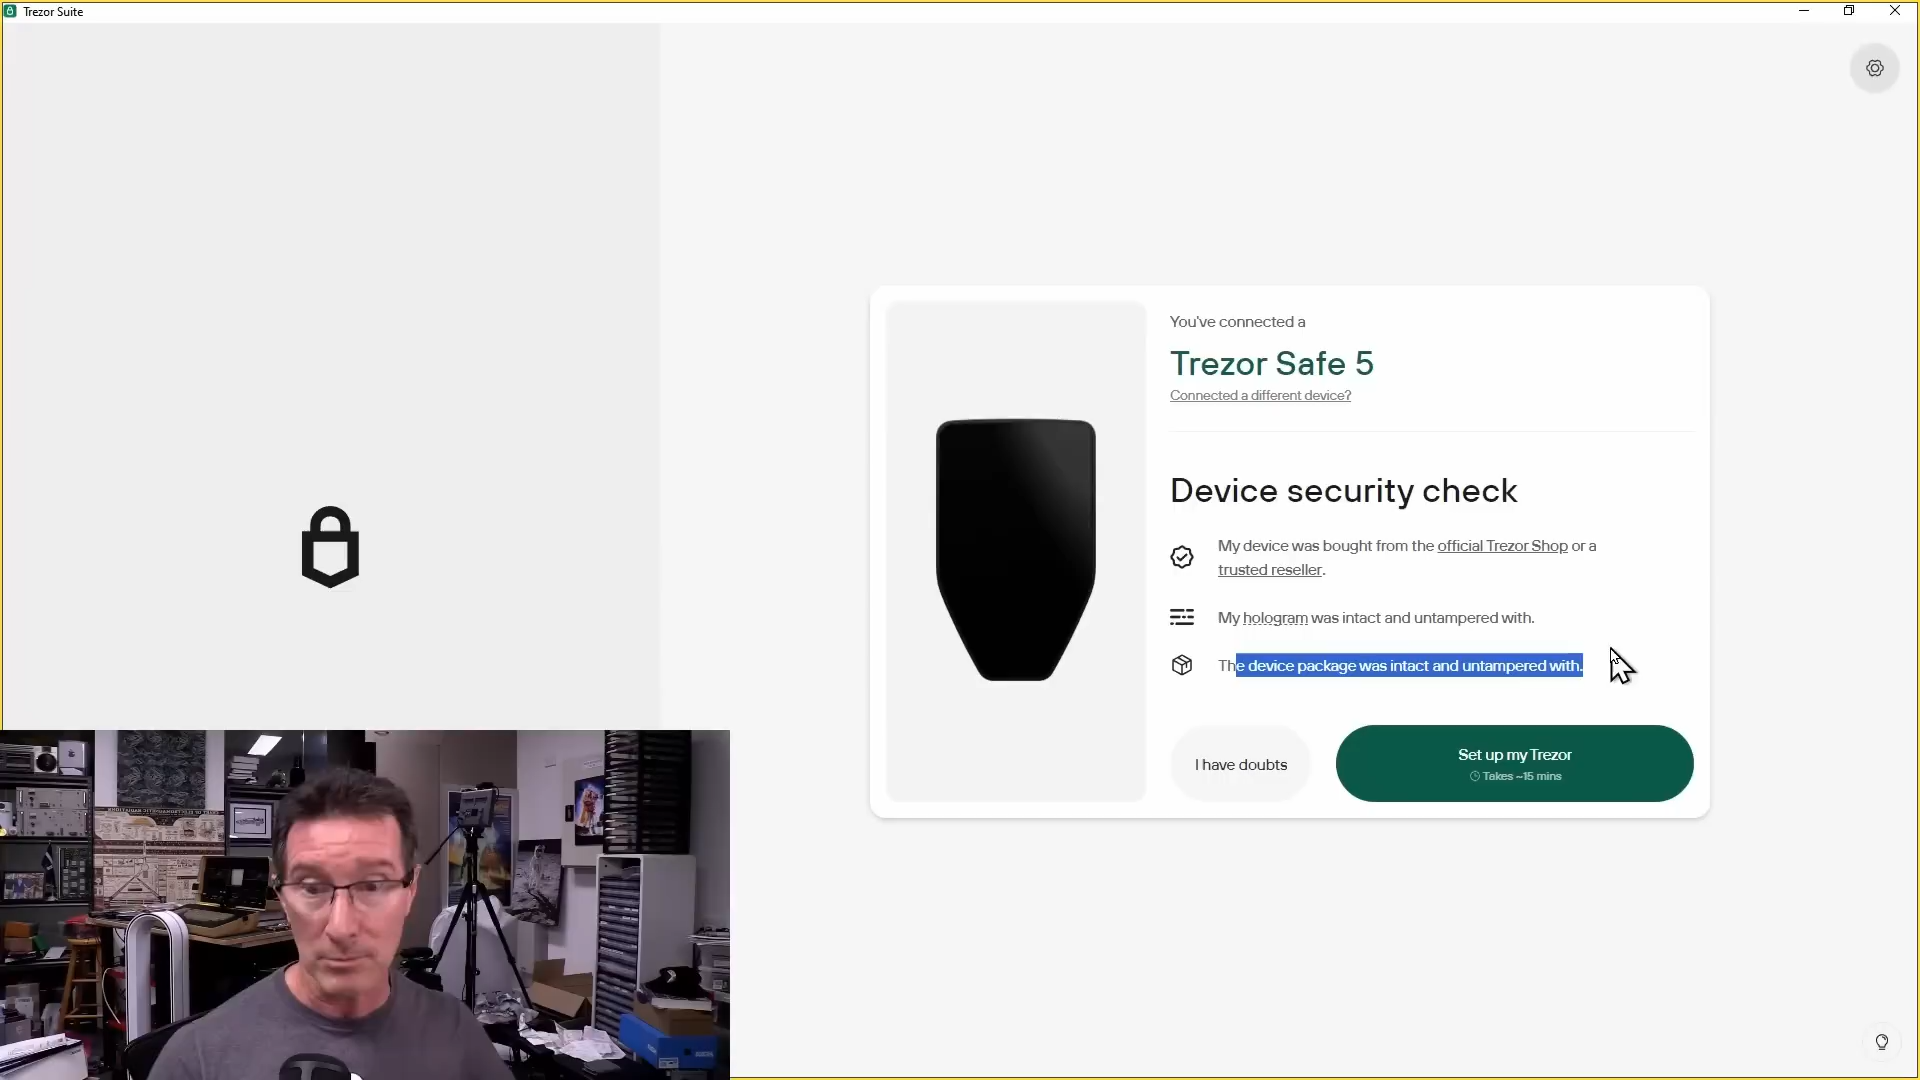 Trezor Suite
You've connected a
Trezor Safe 5
Connected a different device?
Device security check
My device was bought from the official Trezor Shop or a
trusted reseller.
My hologram was intact and untampered with.
The device package was intact and untampered with.
I have doubts
Set up my Trezor
Takes ~15 mins